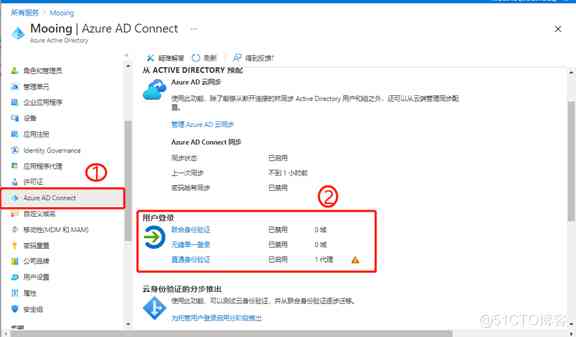 所有服务 > Mooing
Mooing | Azure AD Connect ...
Azure Active Directory
疑难解答 刷新 得到反馈?
角色和管理员
管理单元
企业应用程序
设备
应用注册
Identity Governance
应用程序代理
许可证
Azure AD Connect
自定义域名
移动性(MDM 和 MAM)
密码重置
公司品牌
用户设置
属性
安全组
①
从 ACTIVE DIRECTORY 预配
Azure AD 云同步
使用此功能，除了能够从断开连接的林同步 Active Directory 用户和组之外，还可以从云端管理同步配
置。
管理 Azure AD 云同步
Azure AD Connect 同步
同步状态 已启用
上一次同步 不到 1 小时前
密码哈希同步 已禁用
②
用户登录
联合身份验证 已禁用 0 域
无缝单一登录 已禁用 0 域
直通身份验证 已启用 1 代理
云身份验证的分步推出
使用此功能，可以测试云身份验证，并从联合身份验证逐步迁移。
为托管用户登录启用分阶段推出
@51CTO博客